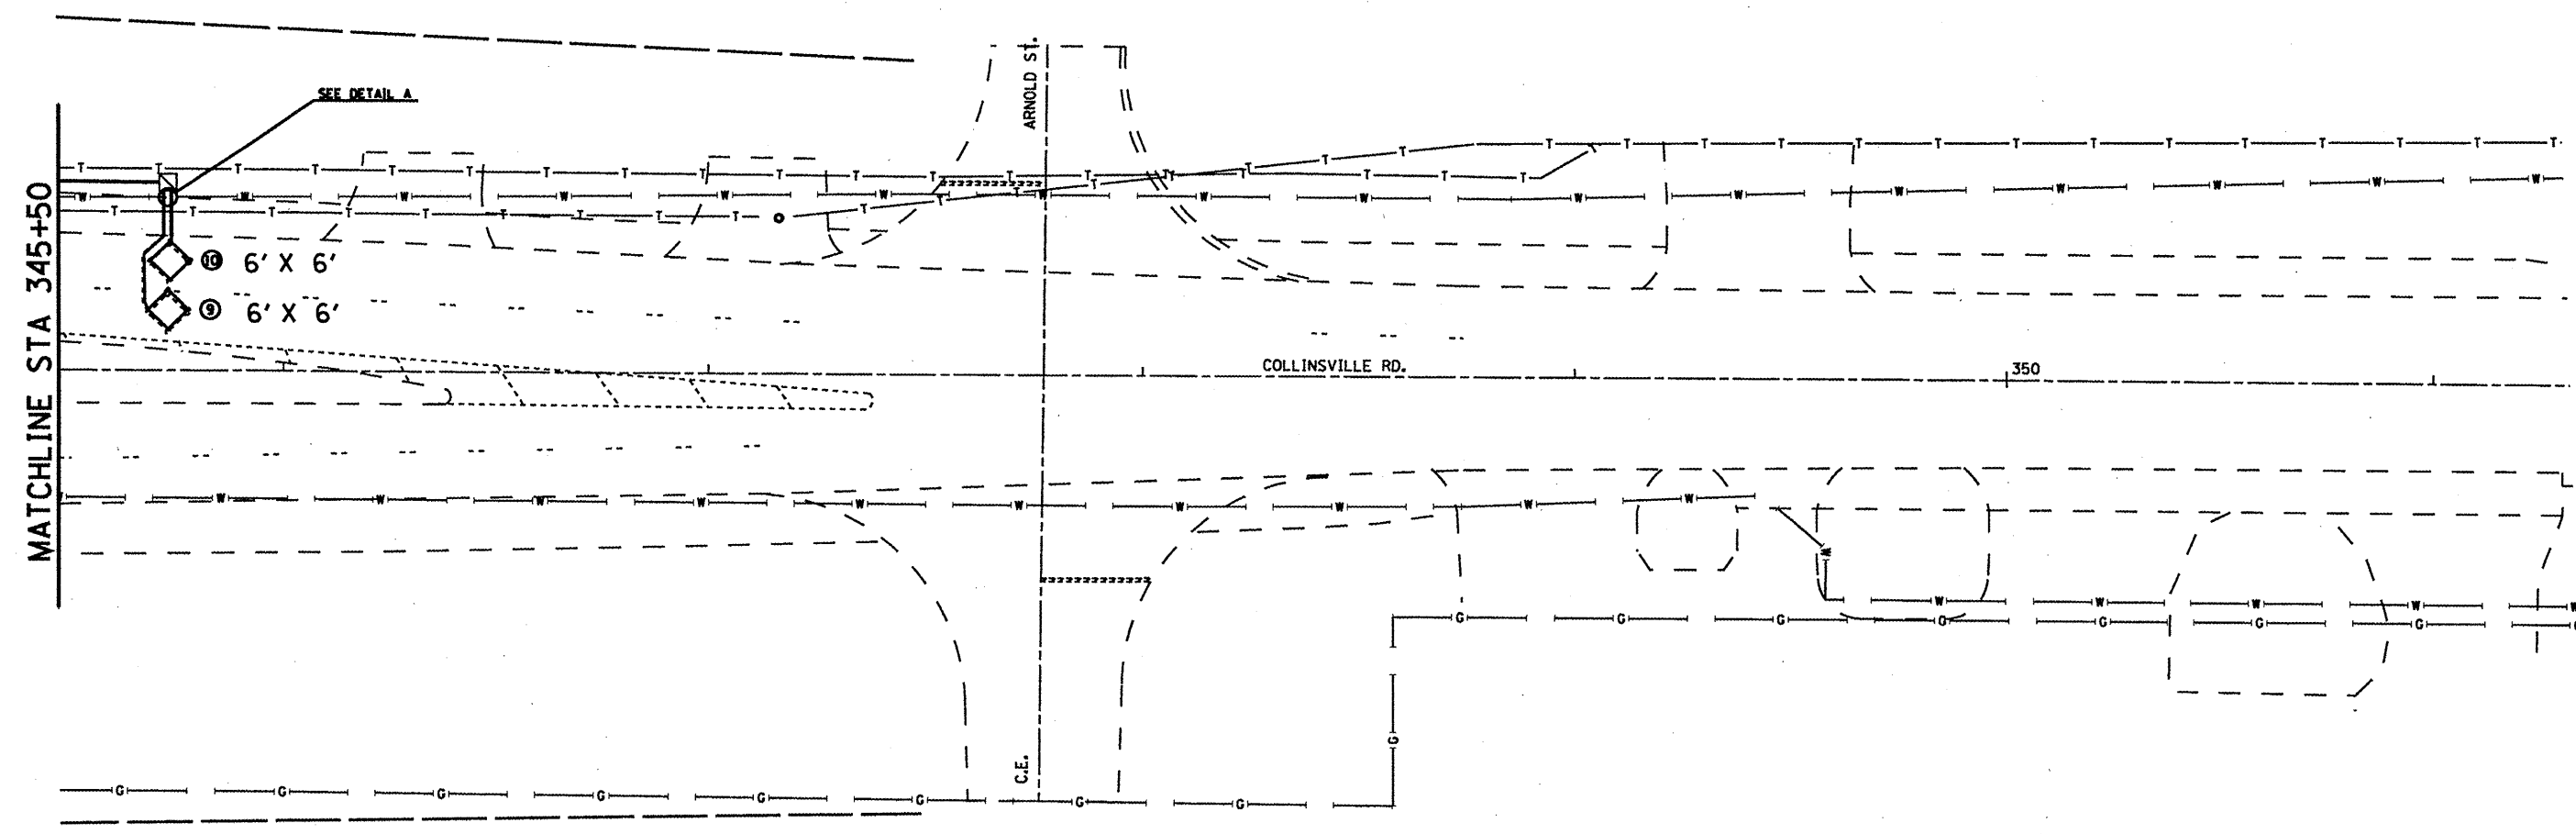 ARNOLD ST.
SEE DETAIL A
MATCHLINE STA 345+50
10 6' X 6'
9 6' X 6'
COLLINSVILLE RD.
350
C.E.
T T T T T T T T T T T T T T T T T T T
W W W W W W W W W W W W W W W W
W W W W W W W W W W W
G G G G G G G
G G G G G G G G